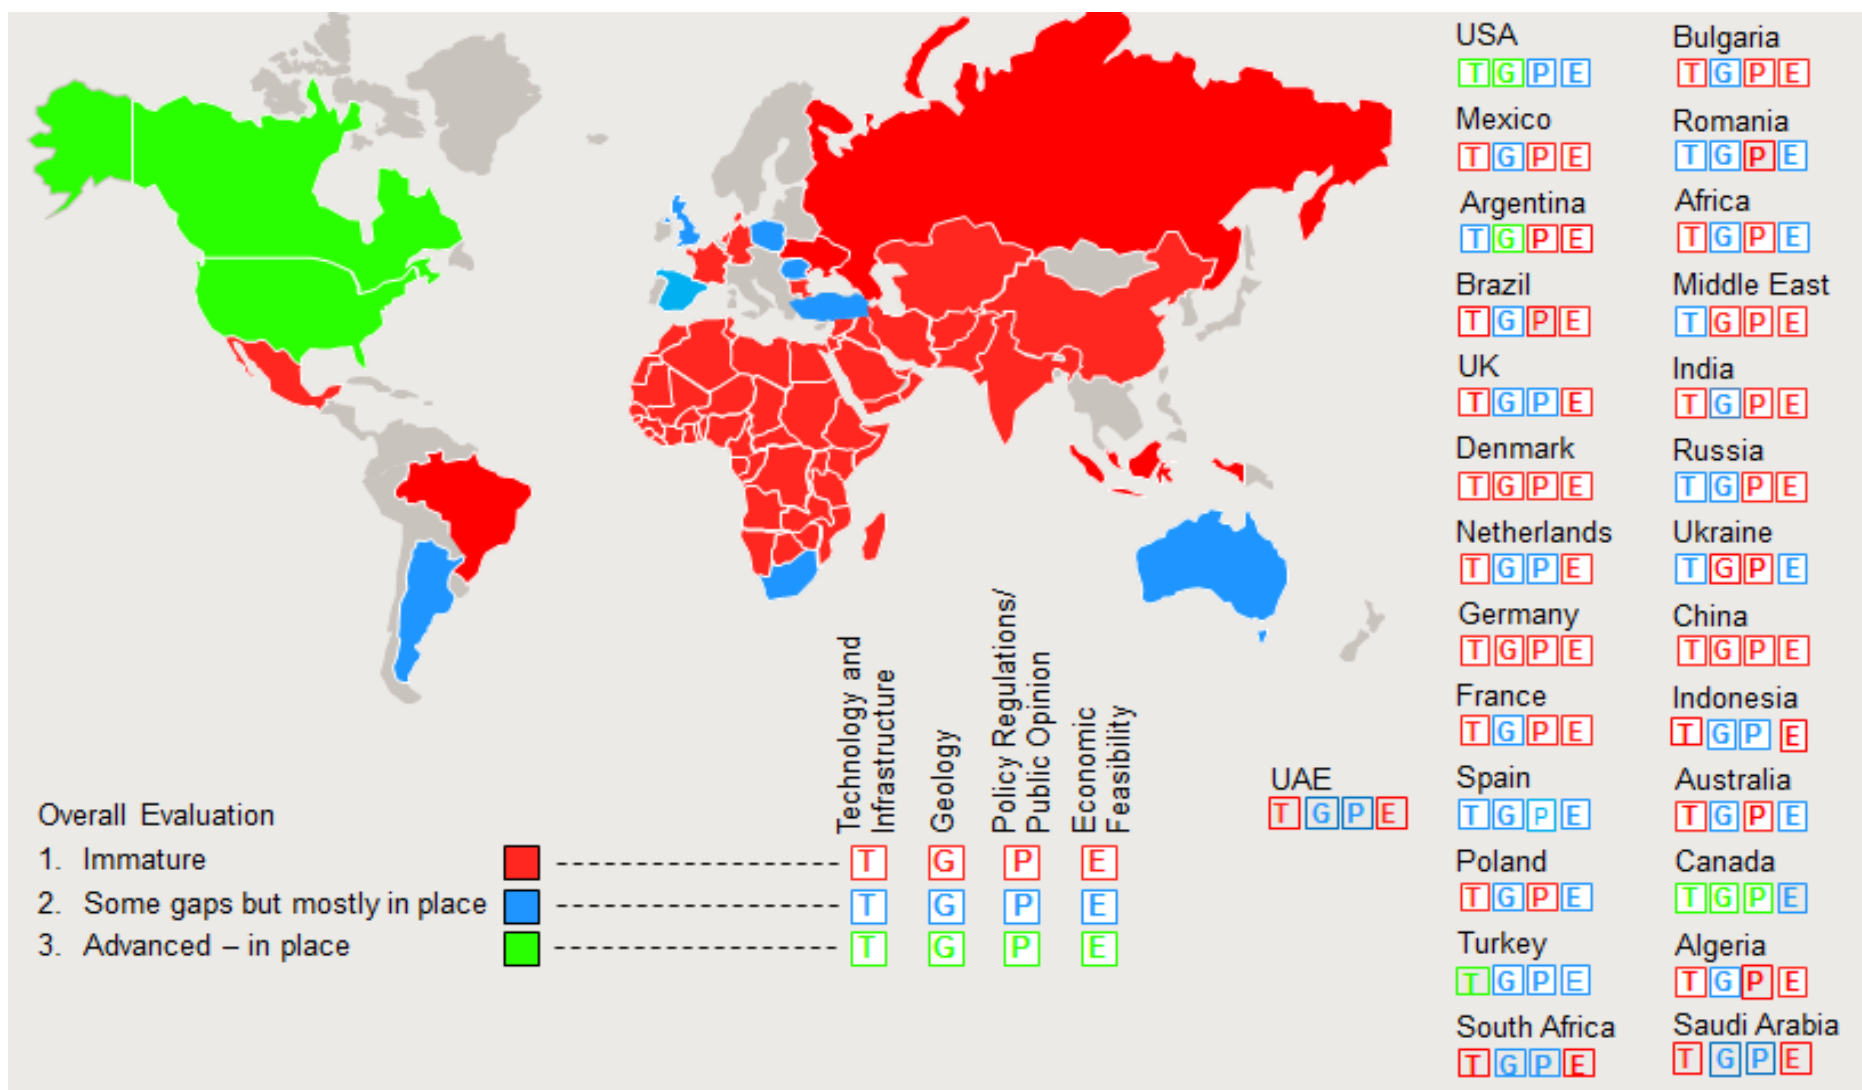 USA
T G P E
Mexico
T G P E
Argentina
T G P E
Brazil
T G P E
UK
T G P E
Denmark
T G P E
Netherlands
T G P E
Germany
T G P E
France
T G P E
Spain
T G P E
Poland
T G P E
Turkey
T G P E
South Africa
T G P E
Bulgaria
T G P E
Romania
T G P E
Africa
T G P E
Middle East
T G P E
India
T G P E
Russia
T G P E
Ukraine
T G P E
China
T G P E
Indonesia
T G P E
Australia
T G P E
Canada
T G P E
Algeria
T G P E
Saudi Arabia
T G P E
UAE
T G P E
Technology and
Infrastructure
Geology
Policy Regulations/
Public Opinion
Economic
Feasibility
Overall Evaluation
1. Immature
T G P E
2. Some gaps but mostly in place
T G P E
3. Advanced – in place
T G P E